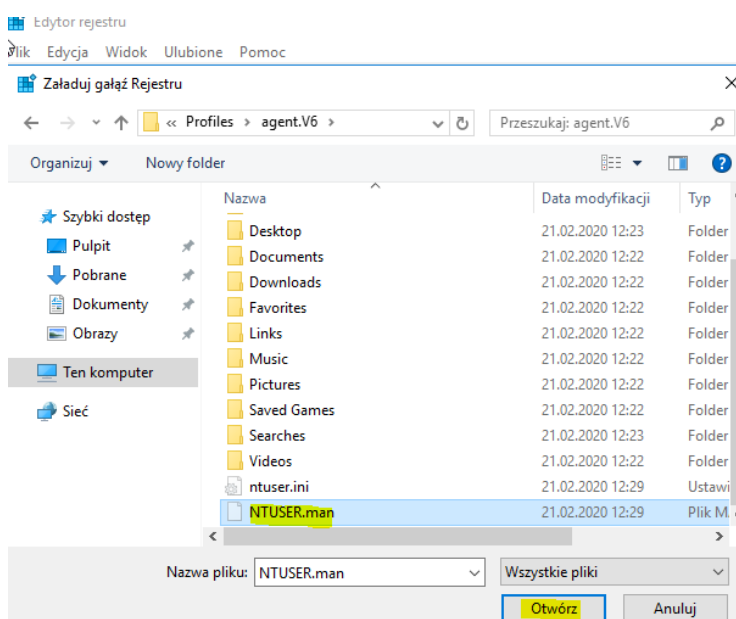 Edytor rejestru
Plik Edycja Widok Ulubione Pomoc
Załaduj gałąź Rejestru
« Profiles › agent.V6 ›
Przeszukaj: agent.V6
Organizuj Nowy folder
Nazwa Data modyfikacji Typ
Szybki dostęp
Pulpit
Pobrane
Dokumenty
Obrazy
Ten komputer
Sieć
Desktop 21.02.2020 12:23 Folder
Documents 21.02.2020 12:22 Folder
Downloads 21.02.2020 12:22 Folder
Favorites 21.02.2020 12:22 Folder
Links 21.02.2020 12:22 Folder
Music 21.02.2020 12:22 Folder
Pictures 21.02.2020 12:22 Folder
Saved Games 21.02.2020 12:22 Folder
Searches 21.02.2020 12:23 Folder
Videos 21.02.2020 12:22 Folder
ntuser.ini 21.02.2020 12:29 Ustawi
NTUSER.man 21.02.2020 12:29 Plik M
Nazwa pliku: NTUSER.man Wszystkie pliki
Otwórz Anuluj